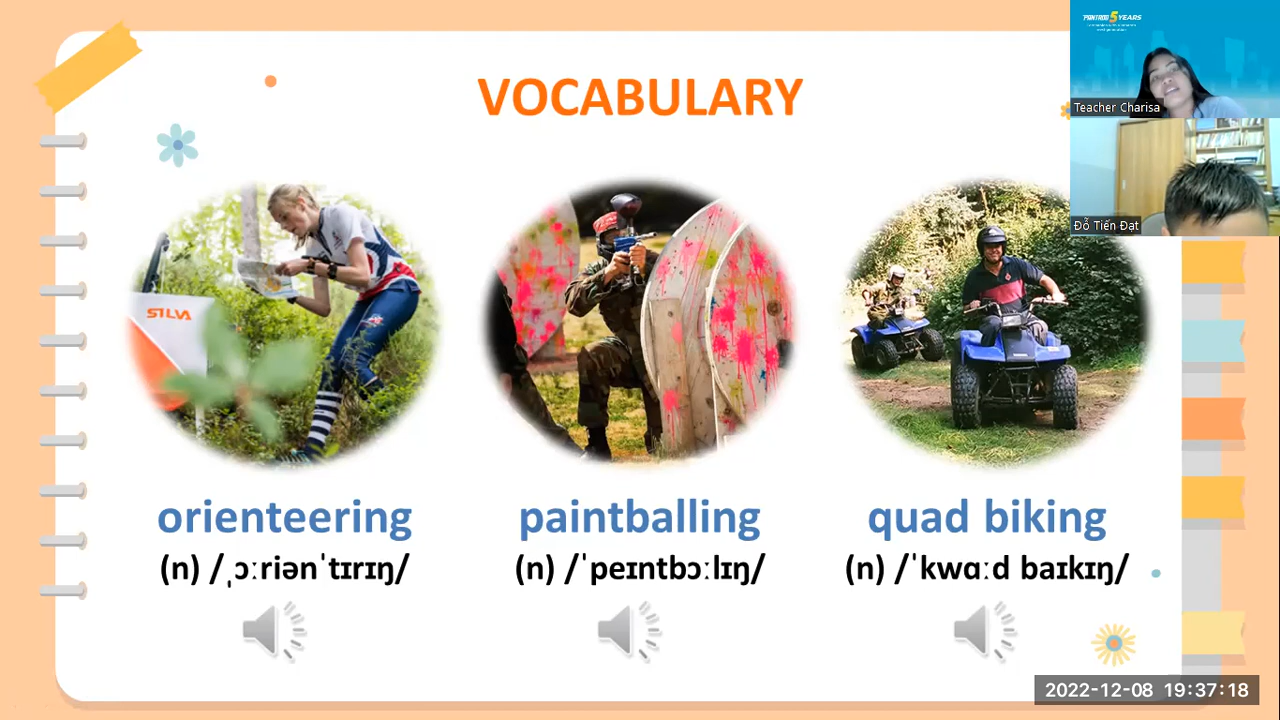 VOCABULARY
5 YEARS
Teacher Charisa
Đỗ Tiến Đạt
SILVA
orienteering
(n) /ˌɔːriənˈtɪrɪŋ/
paintballing
(n) /ˈpeɪntbɔːlɪŋ/
quad biking
(n) /ˈkwɑːd baɪkɪŋ/
2022-12-08 19:37:18